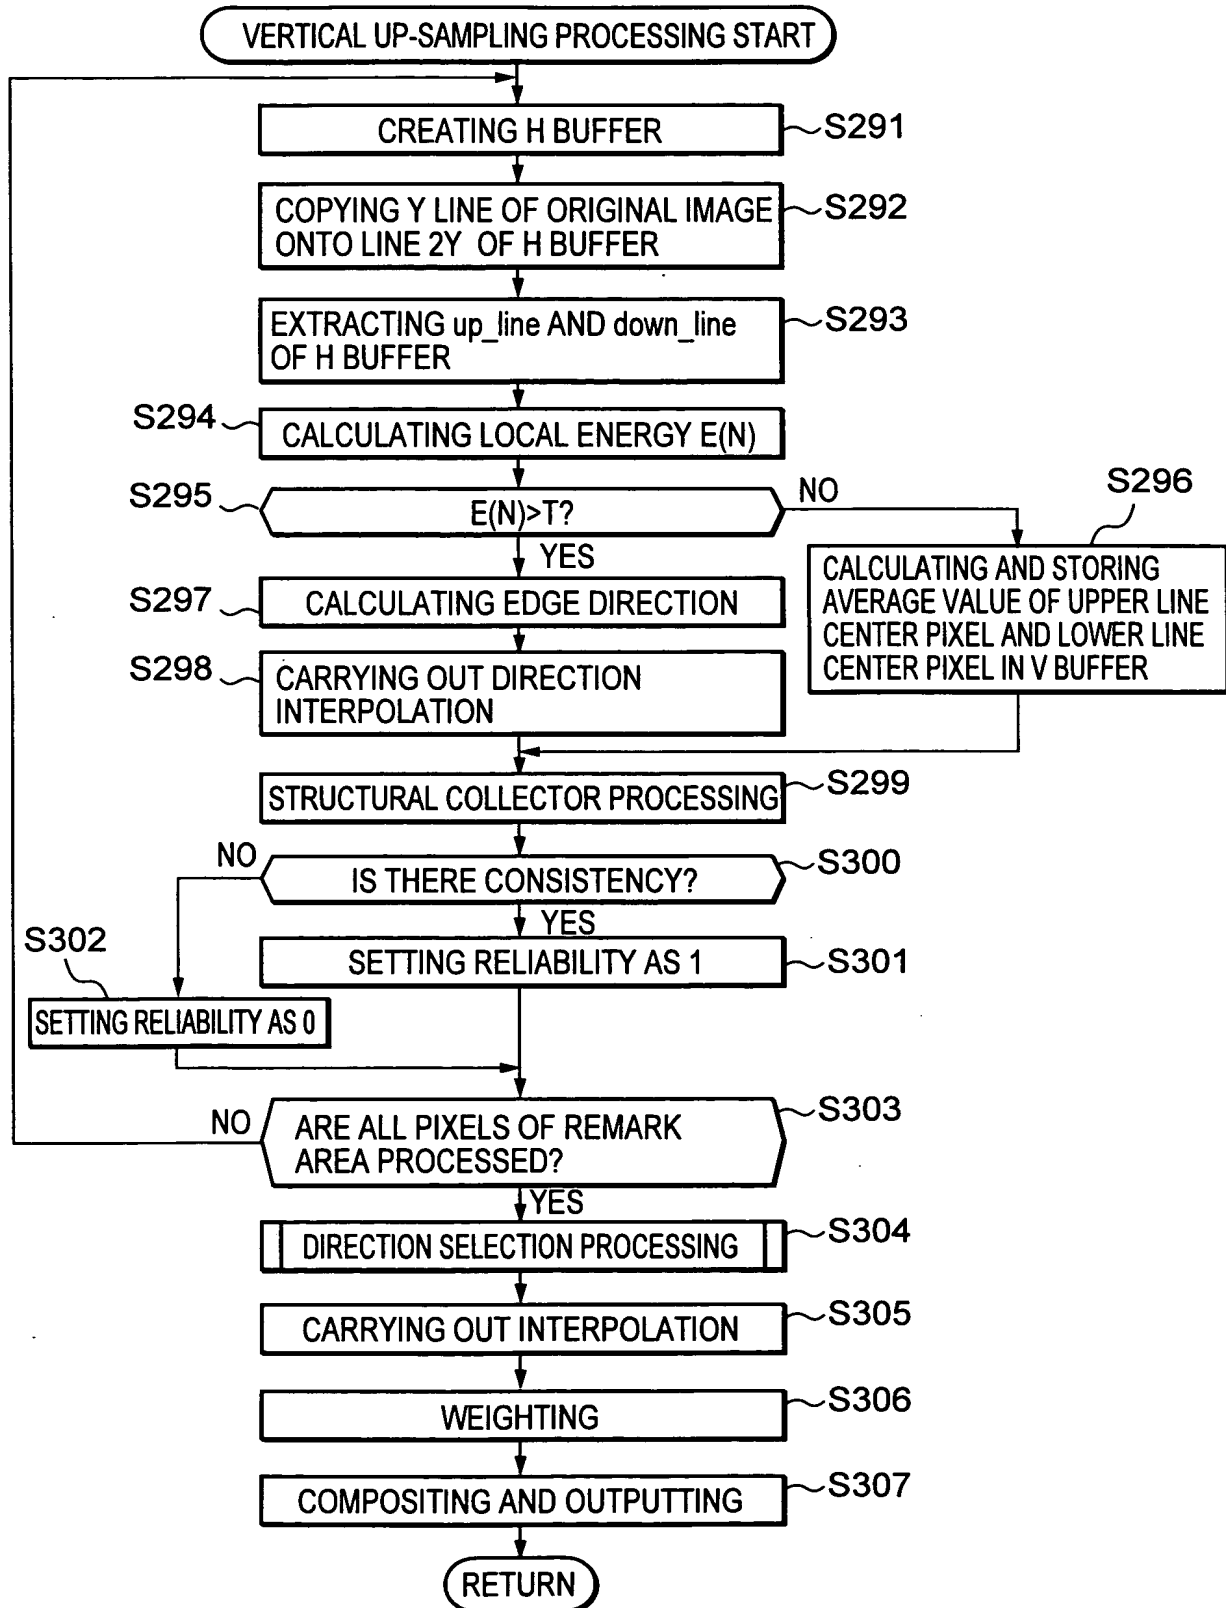 VERTICAL UP-SAMPLING PROCESSING START
CREATING H BUFFER
S291
COPYING Y LINE OF ORIGINAL IMAGE
ONTO LINE 2Y OF H BUFFER
S292
EXTRACTING up_line AND down_line
OF H BUFFER
S293
S294
CALCULATING LOCAL ENERGY E(N)
S295
E(N)>T?
NO
YES
S296
CALCULATING AND STORING
AVERAGE VALUE OF UPPER LINE
CENTER PIXEL AND LOWER LINE
CENTER PIXEL IN V BUFFER
S297
CALCULATING EDGE DIRECTION
S298
CARRYING OUT DIRECTION
INTERPOLATION
STRUCTURAL COLLECTOR PROCESSING
S299
NO
IS THERE CONSISTENCY?
S300
YES
S302
SETTING RELIABILITY AS 0
SETTING RELIABILITY AS 1
S301
NO
ARE ALL PIXELS OF REMARK
AREA PROCESSED?
S303
YES
DIRECTION SELECTION PROCESSING
S304
CARRYING OUT INTERPOLATION
S305
WEIGHTING
S306
COMPOSITING AND OUTPUTTING
S307
RETURN